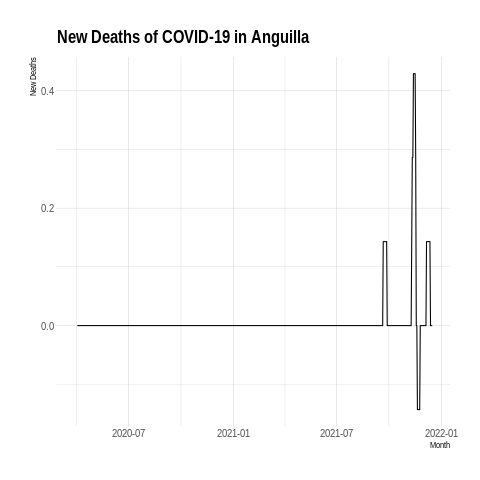 New Deaths of COVID-19 in Anguilla
New Deaths
0.4
0.2
0.0
2020-07 2021-01 2021-07 2022-01
Month